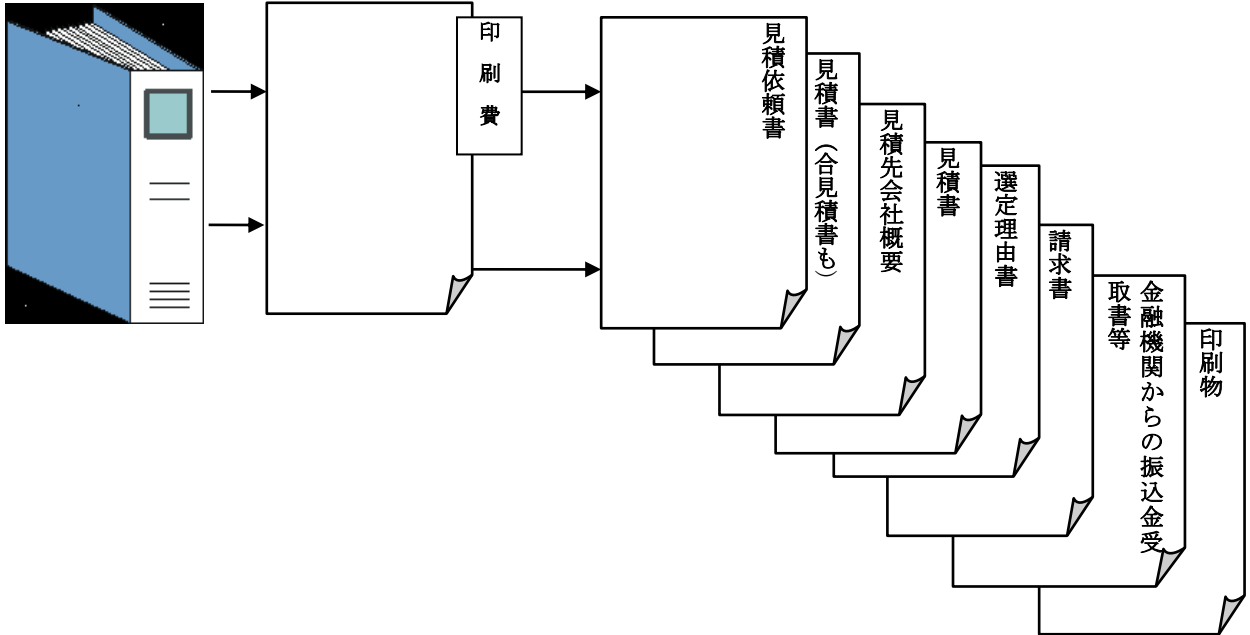 印刷費
見積依頼書
見積書（合見積書も）
見積先会社概要
見積書
選定理由書
請求書
金融機関からの振込金受
取書等
印刷物